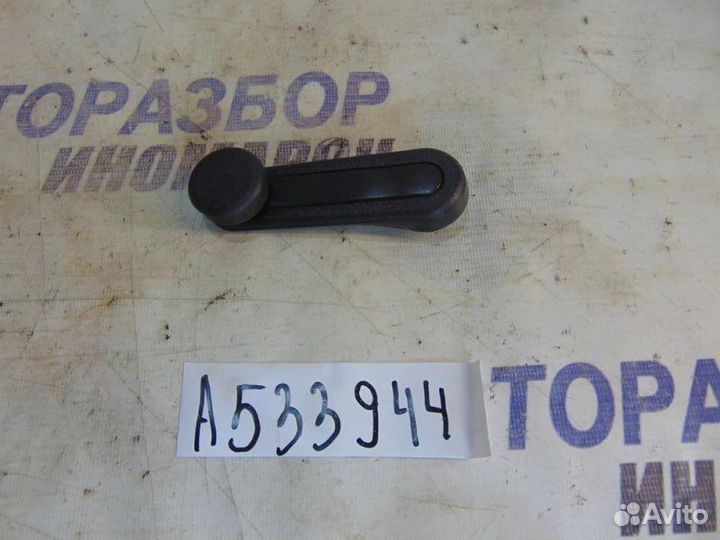 ТОРАЗБОР
ИНОМАРОК
А533944
ТОРА
ИН
Avito